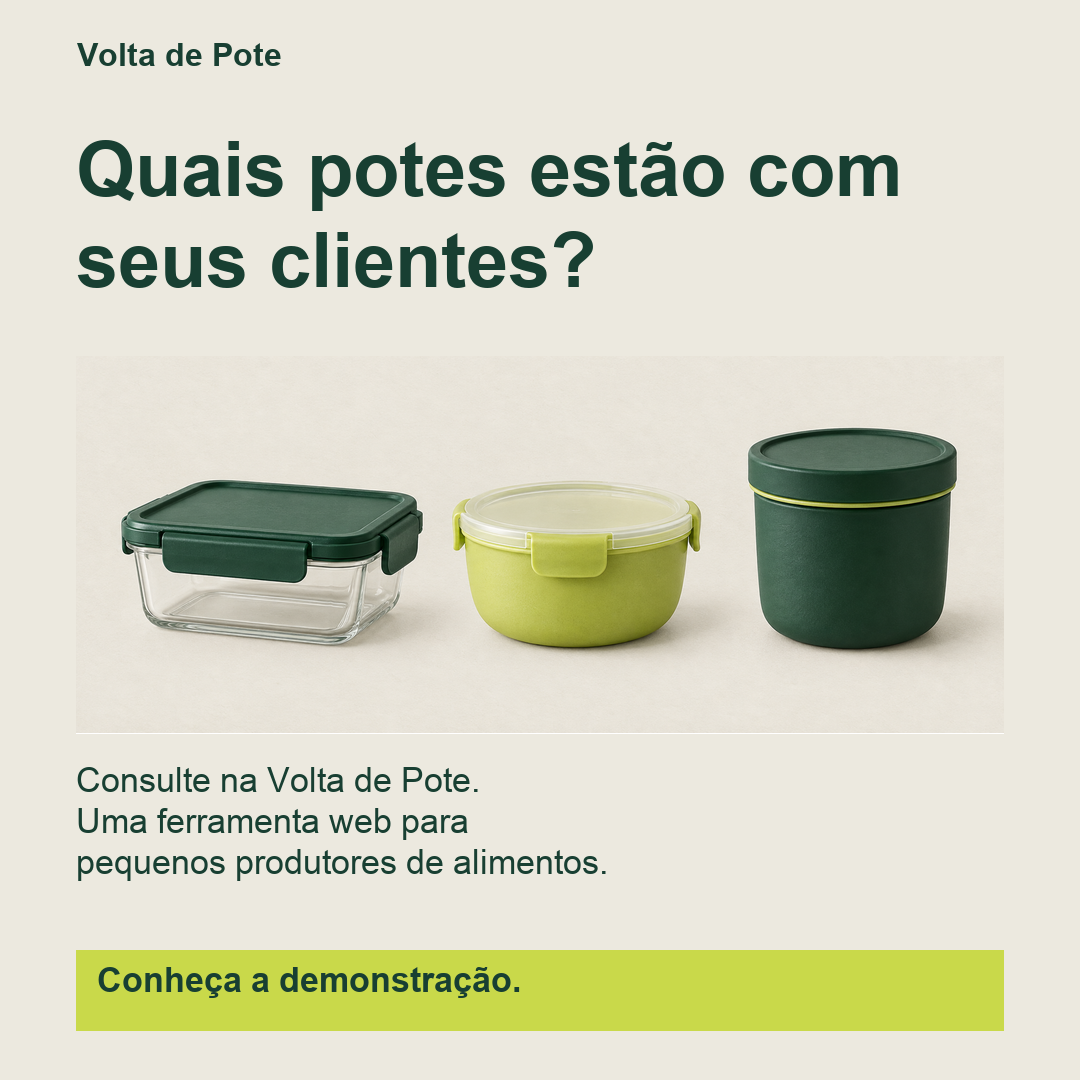 Volta de Pote
Quais potes estão com
seus clientes?
Consulte na Volta de Pote.
Uma ferramenta web para
pequenos produtores de alimentos.
Conheça a demonstração.